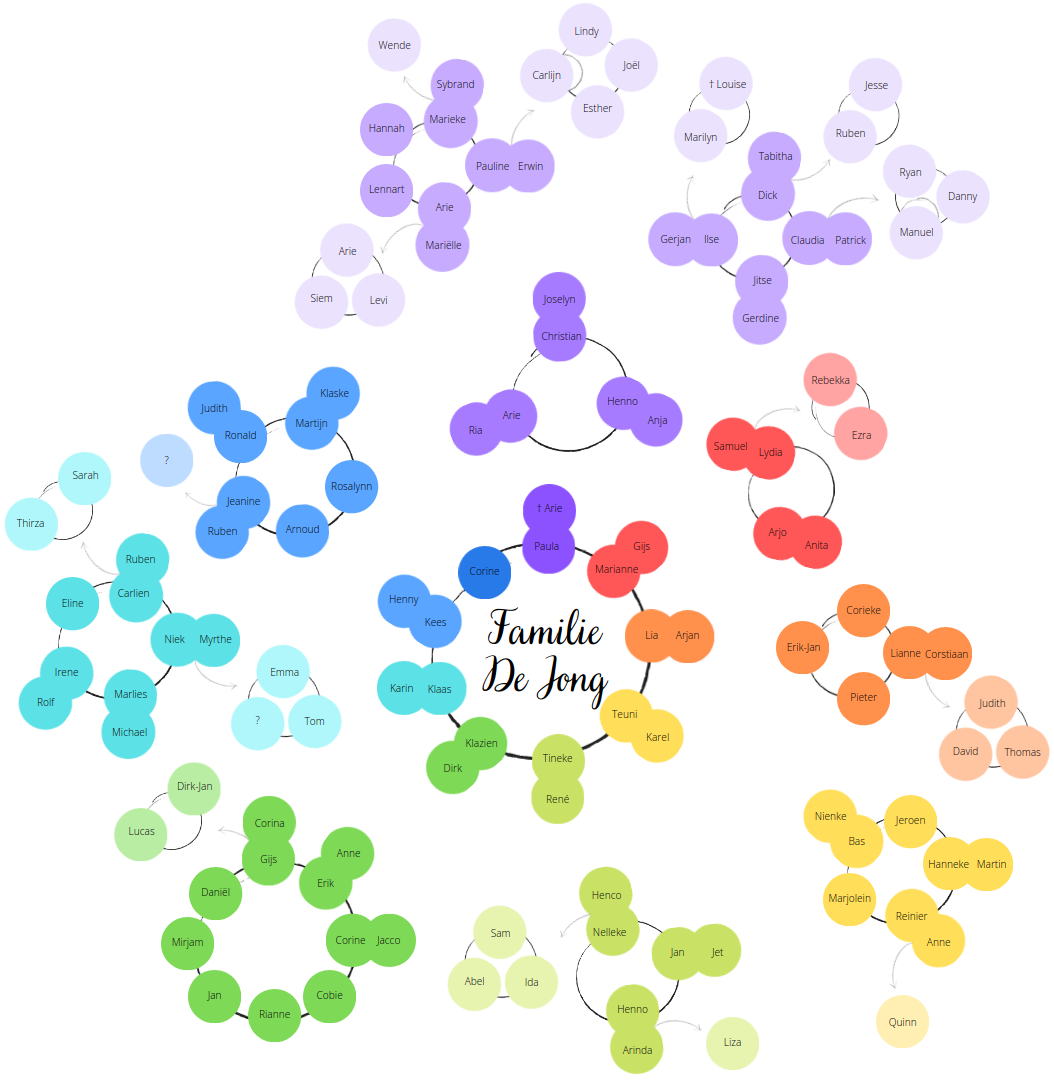 Wende
Sybrand
Marieke
Hannah
Lennart
Arie
Mariëlle
Pauline Erwin
Lindy
Carlijn
Joël
Esther
Arie
Siem
Levi
† Louise
Marilyn
Jesse
Ruben
Tabitha
Dick
Gerjan Ilse
Claudia Patrick
Jitse
Gerdine
Ryan
Danny
Manuel
Joselyn
Christian
Arie
Ria
Henno
Anja
Judith
Ronald
Klaske
Martijn
Rosalynn
Arnoud
Jeanine
Ruben
?
Rebekka
Ezra
Samuel
Lydia
Arjo
Anita
Sarah
Thirza
Ruben
Carlien
Eline
Niek Myrthe
Irene
Rolf
Marlies
Michael
Emma
?
Tom
† Arie
Paula
Gijs
Marianne
Corine
Henny
Kees
Lia Arjan
Karin Klaas
Teuni
Karel
Klazien
Dirk
Tineke
René
Familie
De Jong
Corieke
Erik-Jan
Lianne Corstiaan
Pieter
Judith
David
Thomas
Dirk-Jan
Lucas
Corina
Gijs
Anne
Erik
Daniël
Mirjam
Corine Jacco
Jan
Cobie
Rianne
Sam
Abel
Ida
Henco
Nelleke
Jan
Jet
Henno
Arinda
Liza
Nienke
Bas
Jeroen
Hanneke Martin
Marjolein
Reinier
Anne
Quinn